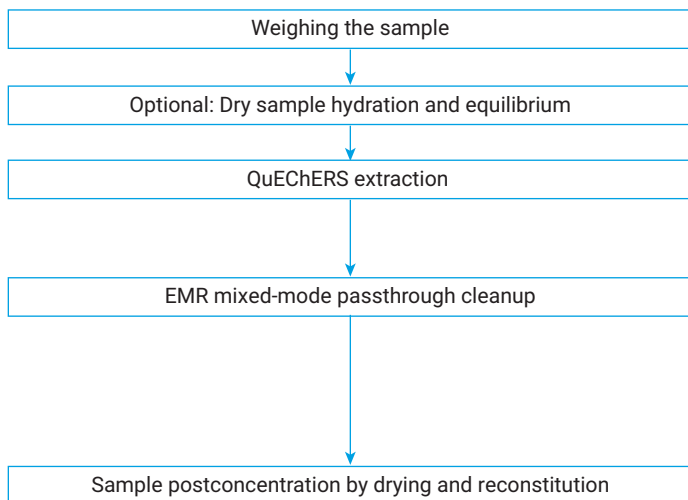 Weighing the sample
Optional: Dry sample hydration and equilibrium
QuEChERS extraction
EMR mixed-mode passthrough cleanup
Sample postconcentration by drying and reconstitution